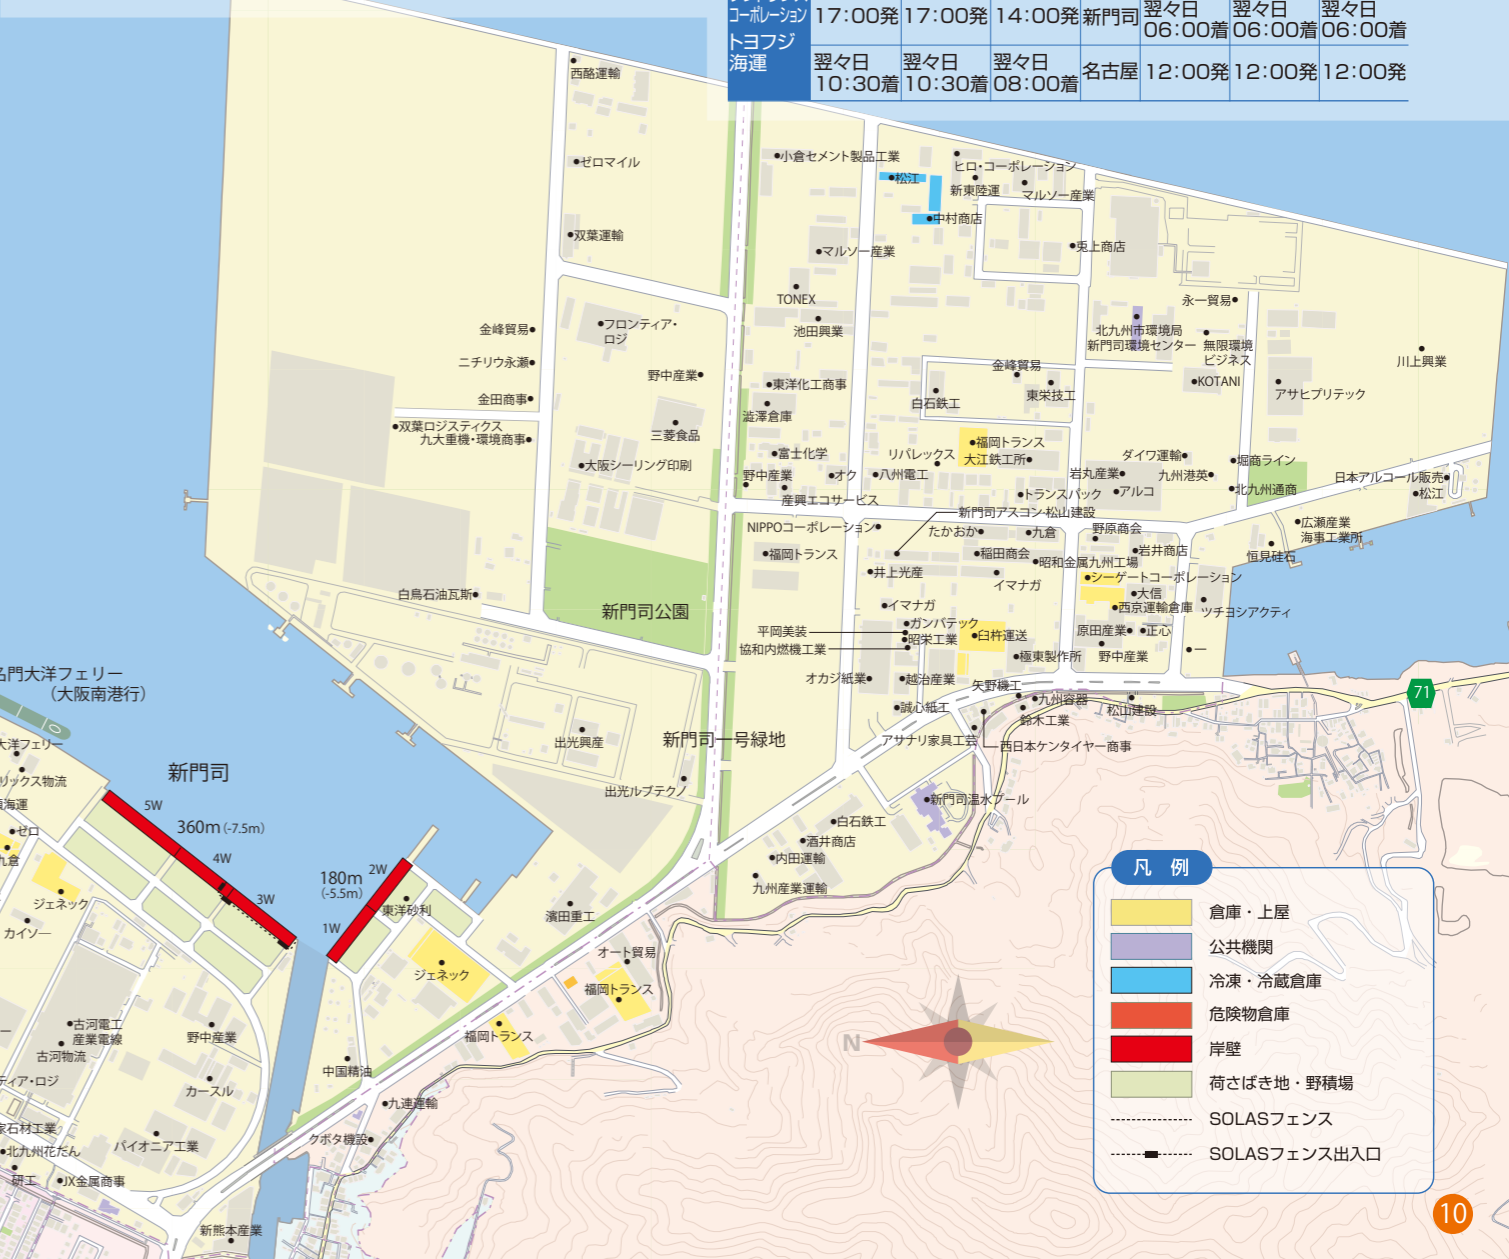 コーポレーション
17:00発 17:00発 14:00発 新門司 翌々日 06:00着 翌々日 06:00着 翌々日 06:00着
トヨフジ
海運
翌々日 10:30着 翌々日 10:30着 翌々日 08:00着 名古屋 12:00発 12:00発 12:00発
西酪運輸
ゼロマイル
双葉運輸
小倉セメント製品工業
松江
ヒロ・コーポレーション
新東陸運
マルソー産業
中村商店
マルソー産業
兎上商店
TONEX
池田興業
永一貿易
北九州市環境局
新門司環境センター
無限環境
ビジネス
川上興業
金峰貿易
フロンティア・
ロジ
ニチリウ永瀬
野中産業
金田商事
東洋化工商事
澁澤倉庫
金峰貿易
白石鉄工
東栄技工
KOTANI
アサヒプリテック
双葉ロジスティクス
九大重機・環境商事
三菱食品
大阪シーリング印刷
富士化学
野中産業
オク
八州電工
リパレックス
福岡トランス
大江鉄工所
ダイワ運輸
岩丸産業
九州港英
堀商ライン
日本アルコール販売
松江
産興エコサービス
トランスパック
アルコ
北九州通商
新門司アスコン・松山建設
NIPPOコーポレーション
たかおか
九倉
野原商会
広瀬産業
海事工業所
福岡トランス
稲田商会
昭和金属九州工場
岩井商店
恒見硅石
井上光産
イマナガ
シーゲートコーポレーション
大信
西京運輸倉庫
ツチヨシアクティ
白鳥石油瓦斯
新門司公園
イマナガ
ガンバテック
平岡美装
昭栄工業
協和内燃機工業
臼杵運送
原田産業
正心
極東製作所
野中産業
一
名門大洋フェリー
(大阪南港行)
オカジ紙業
越治産業
矢野機工
九州容器
誠心紙工
鈴木工業
松山建設
71
出光興産
新門司一号緑地
アサナリ家具工芸
西日本ケンタイヤー商事
大洋フェリー
リックス物流
新門司
出光ルブテクノ
新門司温水プール
海運
5W
360m(-7.5m)
ゼロ
白石鉄工
酒井商店
九倉
4W
内田運輸
180m
(-5.5m)
2W
九州産業運輸
凡 例
ジェネック
3W
東洋砂利
濱田重工
倉庫・上屋
カイソー
1W
公共機関
オート貿易
ジェネック
福岡トランス
冷凍・冷蔵倉庫
危険物倉庫
古河電工
産業電線
野中産業
福岡トランス
N
岸壁
古河物流
中国精油
ティア・ロジ
カースル
荷さばき地・野積場
九連運輸
SOLASフェンス
家石材工業
パイオニア工業
クボタ機設
北九州花だん
SOLASフェンス出入口
研工
JX金属商事
新熊本産業
10